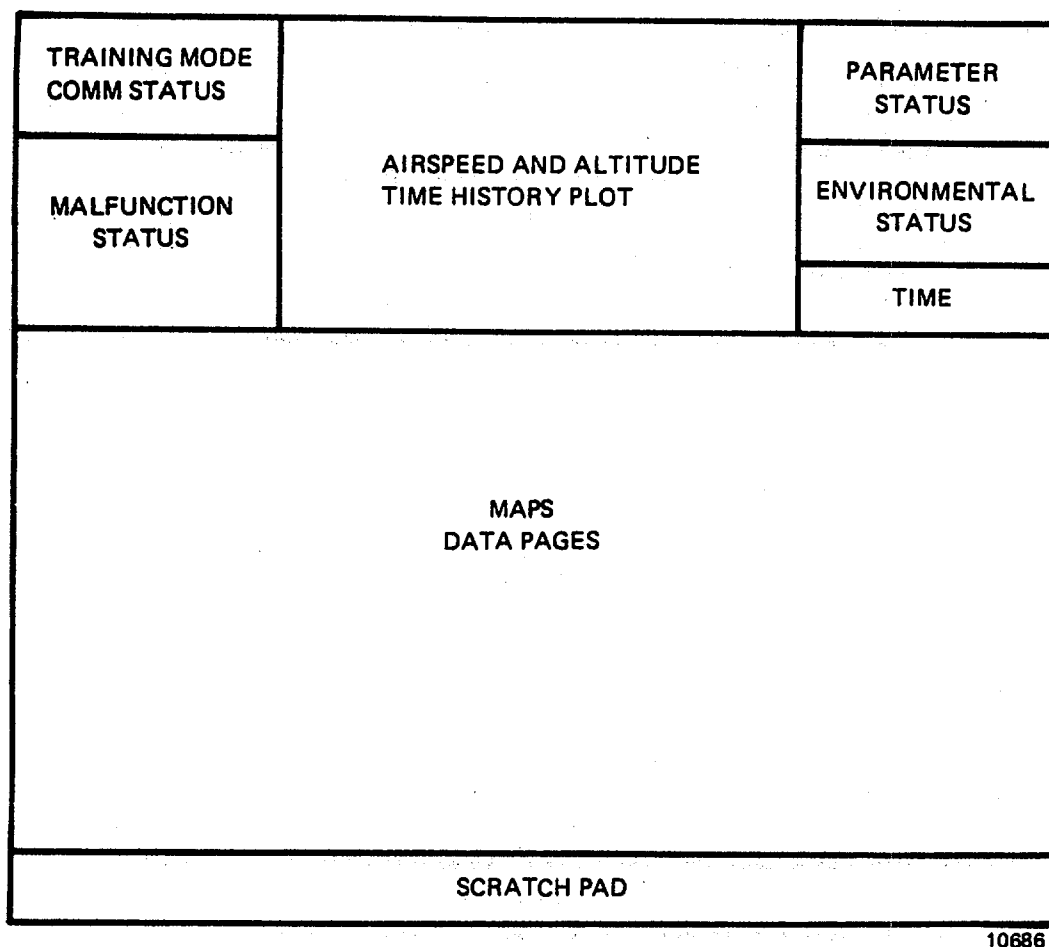 TRAINING MODE
COMM STATUS
MALFUNCTION
STATUS
AIRSPEED AND ALTITUDE
TIME HISTORY PLOT
PARAMETER
STATUS
ENVIRONMENTAL
STATUS
TIME
MAPS
DATA PAGES
SCRATCH PAD
10686